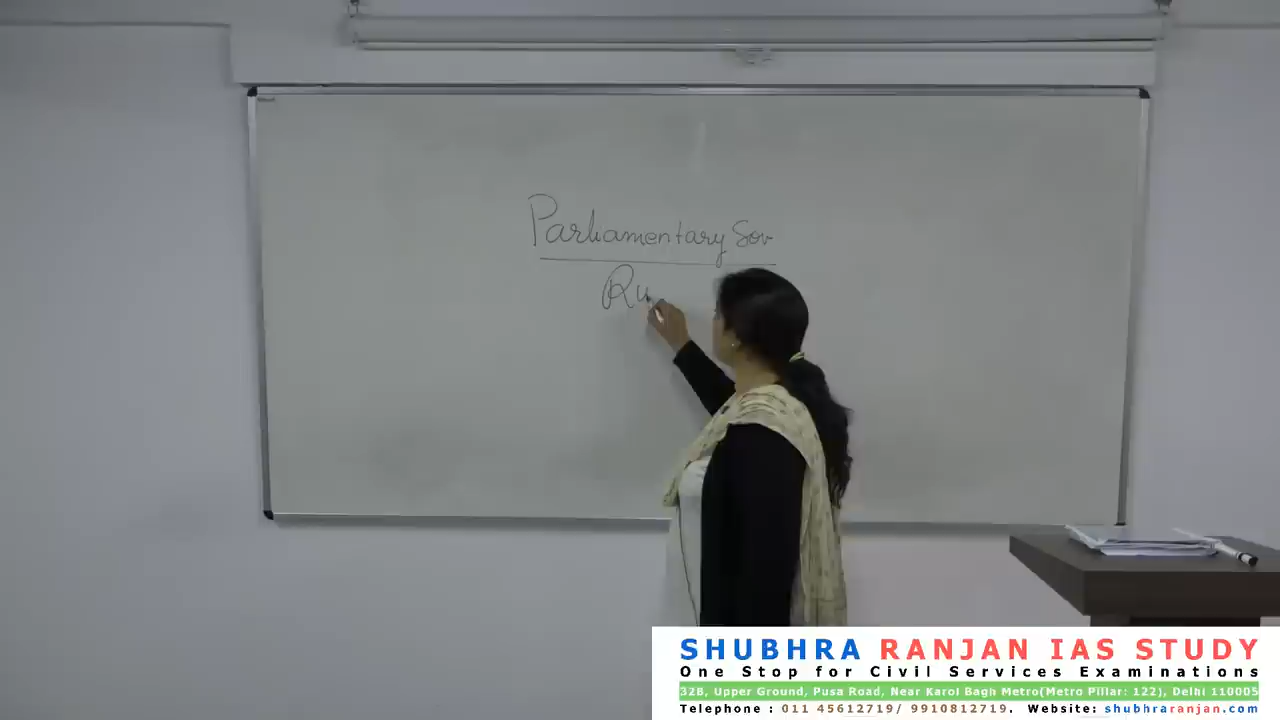 Parliamentary Sov
Ru
SHUBHRA RANJAN IAS STUDY
One Stop for Civil Services Examinations
32B, Upper Ground, Pusa Road, Near Karol Bagh Metro(Metro Pillar: 122), Delhi 110005
Telephone : 011 45612719/ 9910812719. Website: shubhraranjan.com